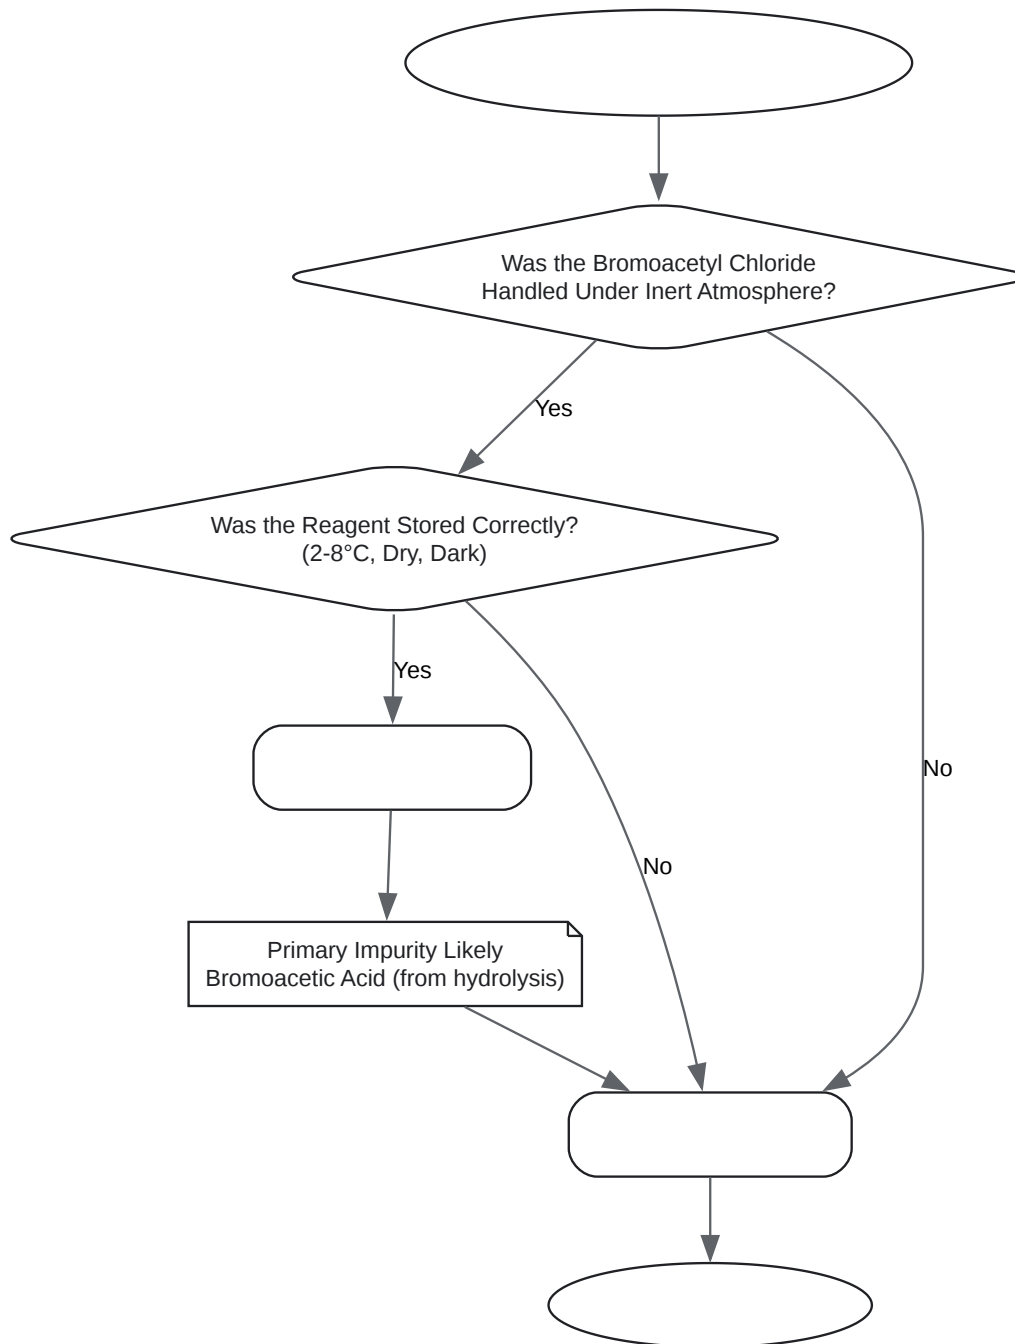 Was the Bromoacetyl Chloride
Handled Under Inert Atmosphere?
Yes
Was the Reagent Stored Correctly?
(2-8°C, Dry, Dark)
Yes
No
No
Primary Impurity Likely
Bromoacetic Acid (from hydrolysis)